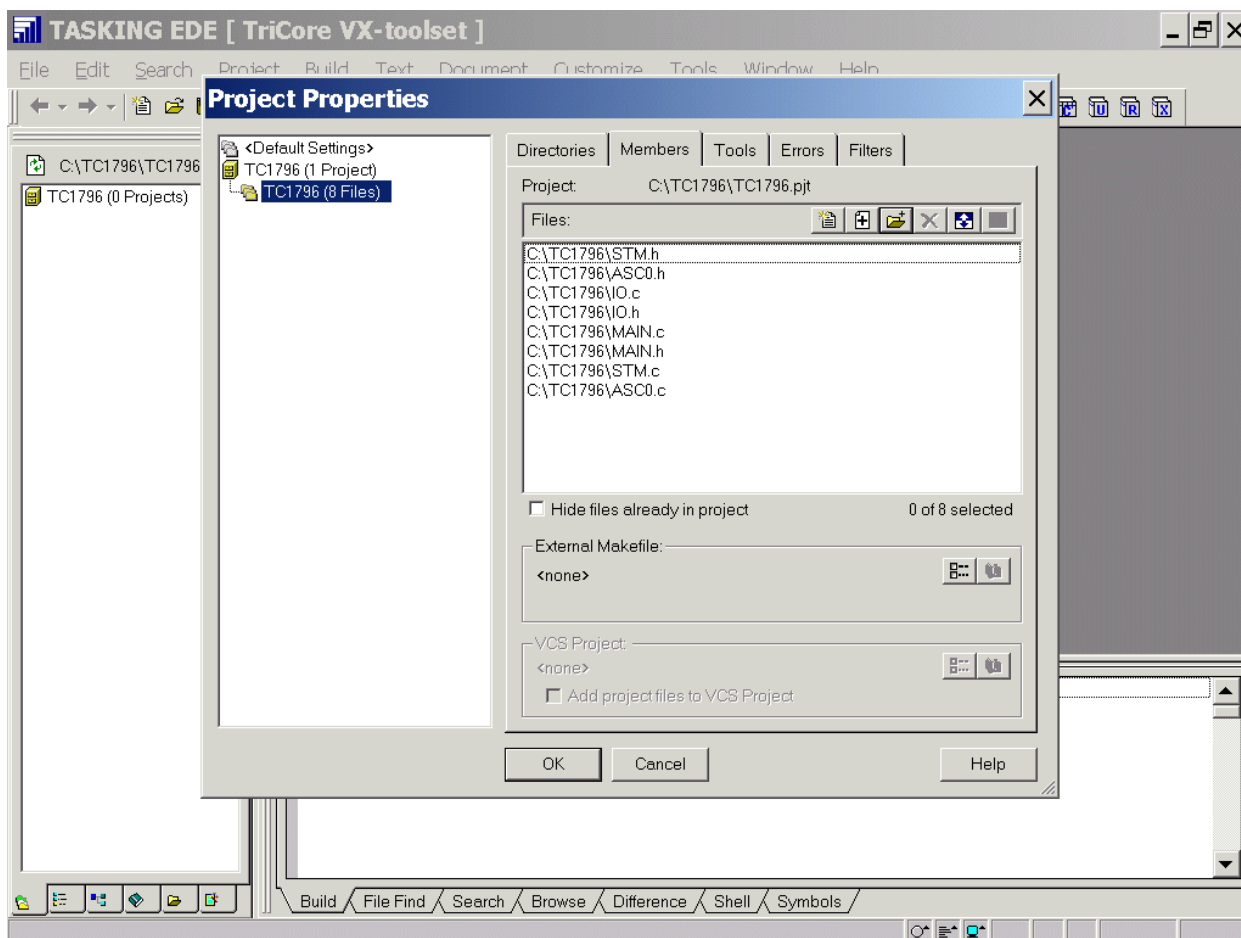 TASKING EDE [ TriCore VX-toolset ]
File Edit Search Project Build Text Document Customize Tools Window Help
Project Properties
C:\TC1796\TC1796
TC1796 (0 Projects)
<Default Settings>
TC1796 (1 Project)
TC1796 (8 Files)
Directories Members Tools Errors Filters
Project: C:\TC1796\TC1796.pjt
Files:
C:\TC1796\STM.h
C:\TC1796\ASC0.h
C:\TC1796\IO.c
C:\TC1796\IO.h
C:\TC1796\MAIN.c
C:\TC1796\MAIN.h
C:\TC1796\STM.c
C:\TC1796\ASC0.c
Hide files already in project 0 of 8 selected
External Makefile:
<none>
VCS Project:
<none>
Add project files to VCS Project
OK Cancel Help
Build File Find Search Browse Difference Shell Symbols